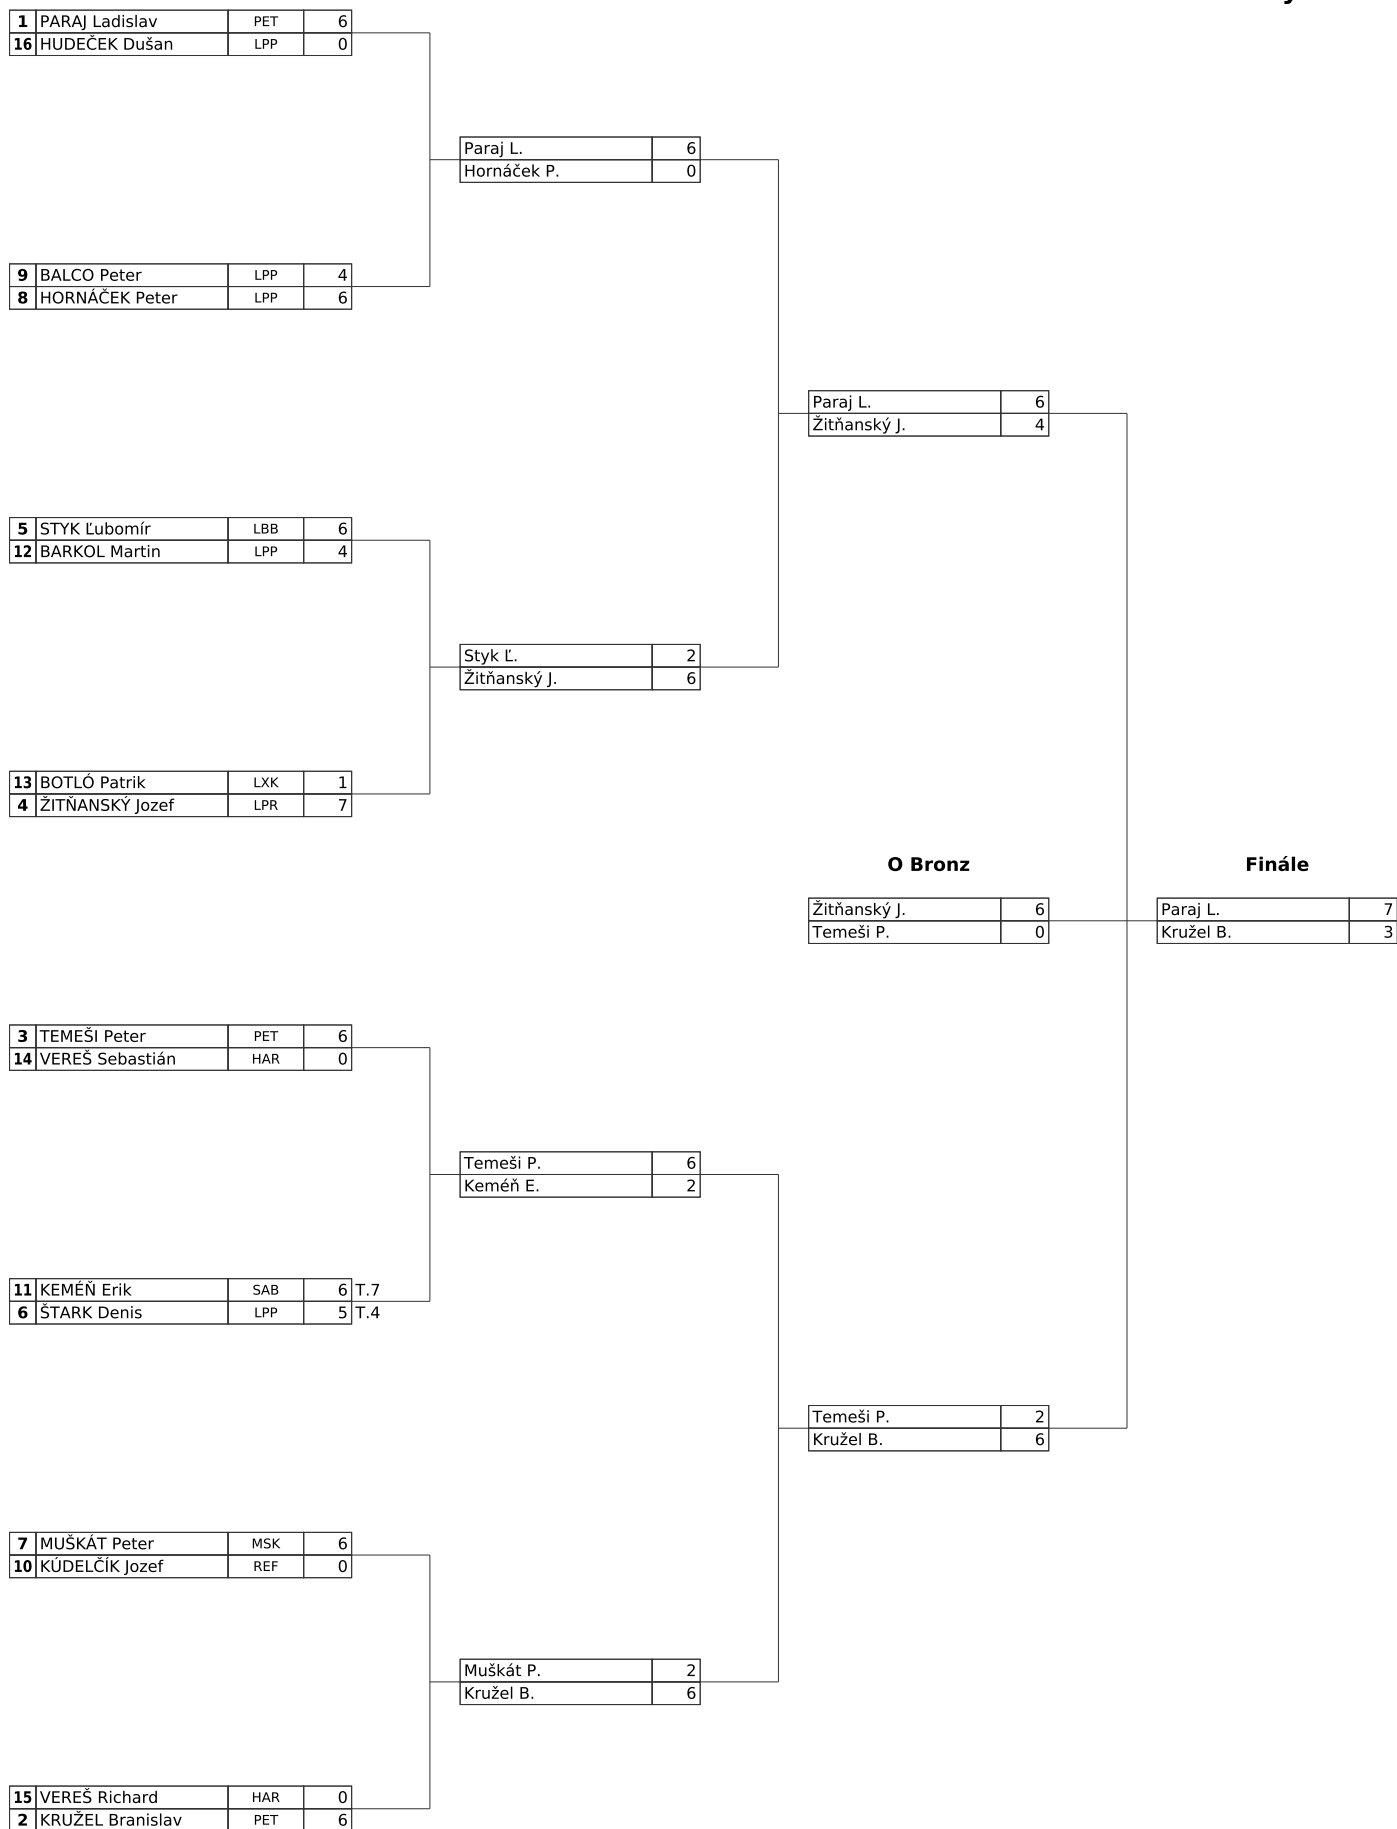 1 PARAJ Ladislav PET 6
16 HUDEČEK Dušan LPP 0
Paraj L. 6
Hornáček P. 0
9 BALCO Peter LPP 4
8 HORNÁČEK Peter LPP 6
Paraj L. 6
Žitňanský J. 4
5 STYK Ľubomír LBB 6
12 BARKOL Martin LPP 4
Styk Ľ. 2
Žitňanský J. 6
13 BOTLÓ Patrik LXK 1
4 ŽITŇANSKÝ Jozef LPR 7
O Bronz Finále
Žitňanský J. 6 Paraj L. 7
Temeši P. 0 Kružel B. 3
3 TEMEŠI Peter PET 6
14 VEREŠ Sebastián HAR 0
Temeši P. 6
Keméň E. 2
11 KEMÉŇ Erik SAB 6 T.7
6 ŠTARK Denis LPP 5 T.4
Temeši P. 2
Kružel B. 6
7 MUŠKÁT Peter MSK 6
10 KÚDELČÍK Jozef REF 0
Muškát P. 2
Kružel B. 6
15 VEREŠ Richard HAR 0
2 KRUŽEL Branislav PET 6